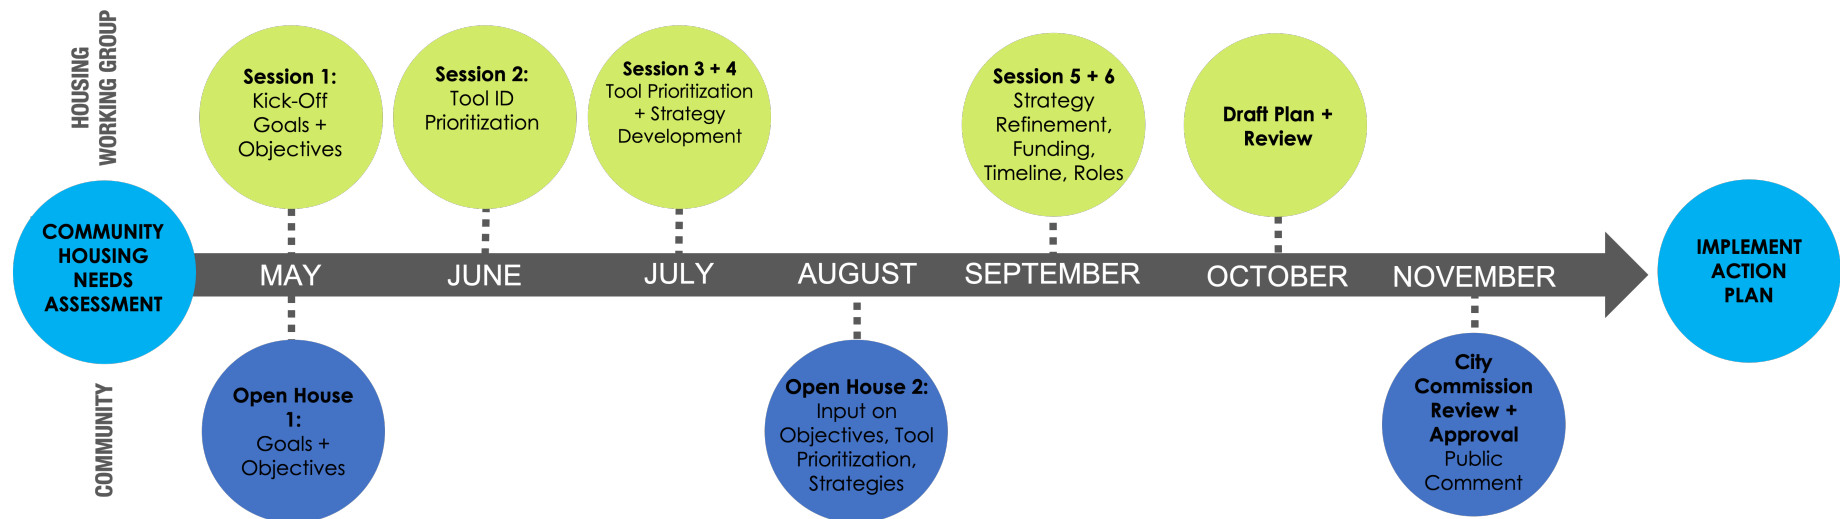 HOUSING
WORKING GROUP
Session 1:
Kick-Off
Goals +
Objectives
Session 2:
Tool ID
Prioritization
Session 3 + 4
Tool Prioritization
+ Strategy
Development
Session 5 + 6
Strategy
Refinement,
Funding,
Timeline, Roles
Draft Plan +
Review
COMMUNITY
HOUSING
NEEDS
ASSESSMENT
MAY
JUNE
JULY
AUGUST
SEPTEMBER
OCTOBER
NOVEMBER
IMPLEMENT
ACTION
PLAN
COMMUNITY
Open House
1:
Goals +
Objectives
Open House 2:
Input on
Objectives, Tool
Prioritization,
Strategies
City
Commission
Review +
Approval
Public
Comment